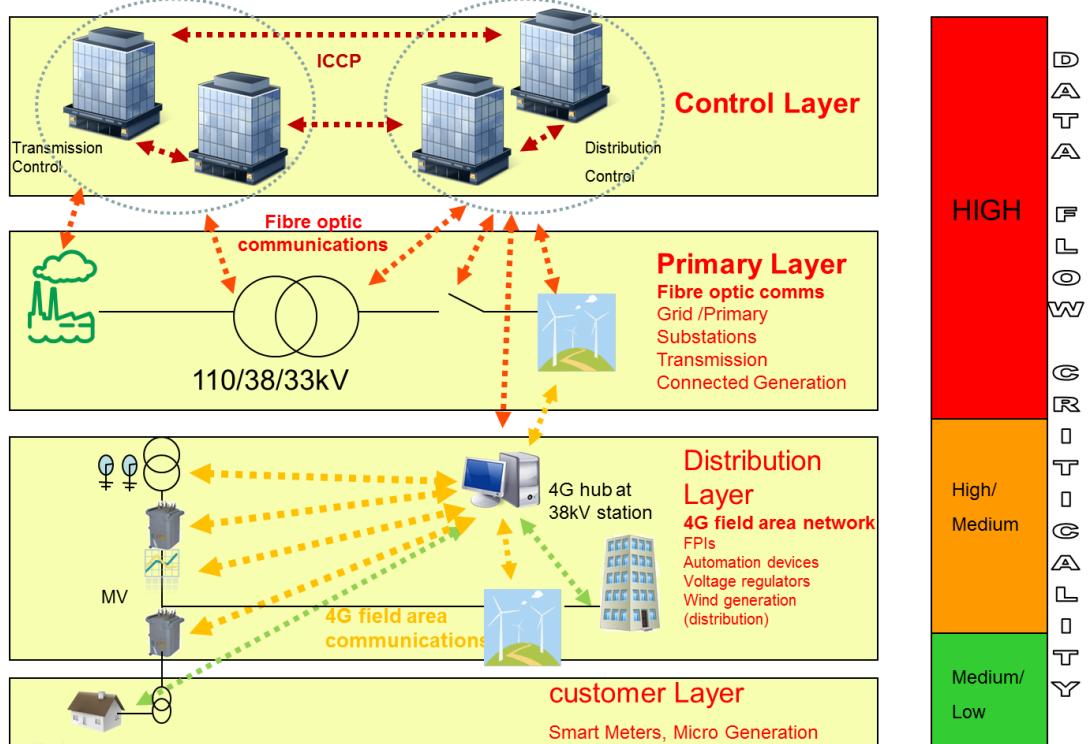 ICCP
Control Layer
Transmission
Control
Distribution
Control
Fibre optic
communications
Primary Layer
Fibre optic comms
Grid /Primary
Substations
Transmission
Connected Generation
110/38/33kV
Distribution
Layer
4G field area network
FPIs
Automation devices
Voltage regulators
Wind generation
(distribution)
4G hub at
38kV station
MV
4G field area
communications
customer Layer
Smart Meters, Micro Generation
HIGH
High/
Medium
Medium/
Low
DATA FLOW CRITICALITY